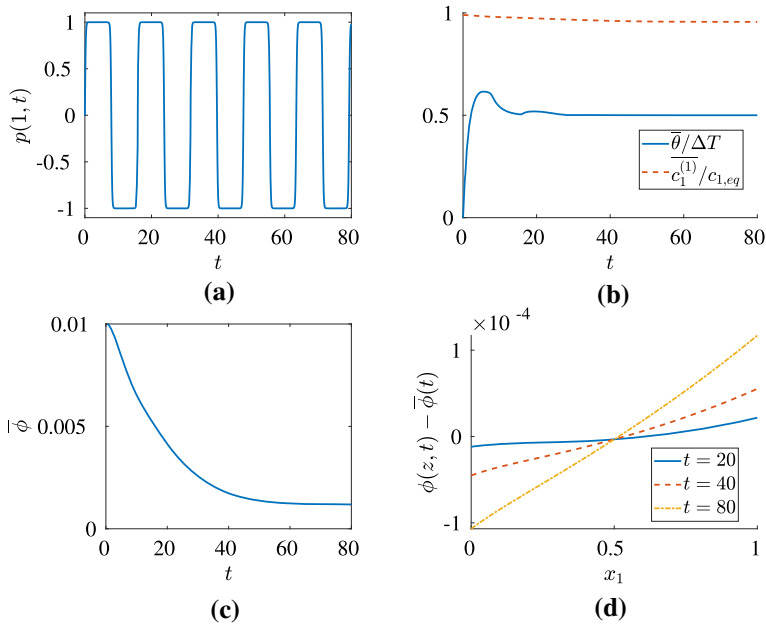 1
0.5
0
-0.5
-1
p(1, t)
0 20 40 60 80
t
(a)
1
0.5
0
θ̅/ΔT
c₁⁽¹⁾/c₁,eq
0 20 40 60 80
t
(b)
0.01
0.005
0
ϕ̅
0 20 40 60 80
t
(c)
×10 -4
1
0
-1
ϕ(z, t) − ϕ̅(t)
t = 20
t = 40
t = 80
0 0.5 1
x₁
(d)